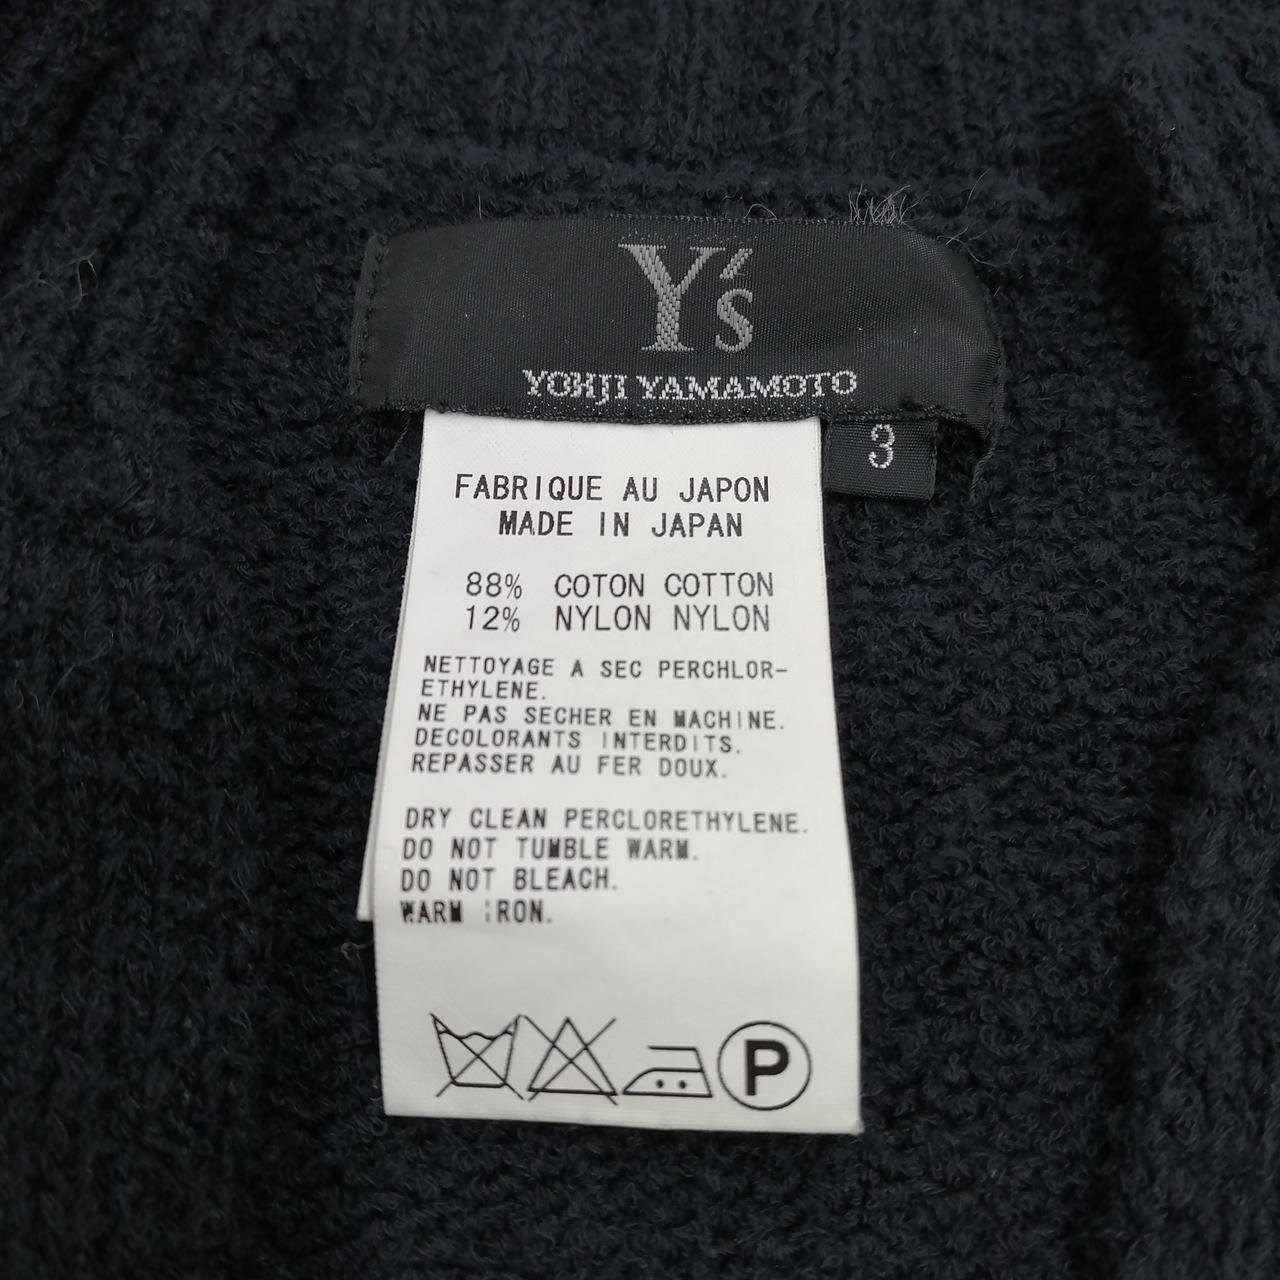 Y's
YOHJI YAMAMOTO
3
FABRIQUE AU JAPON
MADE IN JAPAN
88% COTON COTTON
12% NYLON NYLON
NETTOYAGE A SEC PERCHLOR-
ETHYLENE.
NE PAS SECHER EN MACHINE.
DECOLORANTS INTERDITS.
REPASSER AU FER DOUX.
DRY CLEAN PERCLORETHYLENE.
DO NOT TUMBLE WARM.
DO NOT BLEACH.
WARM IRON.
P